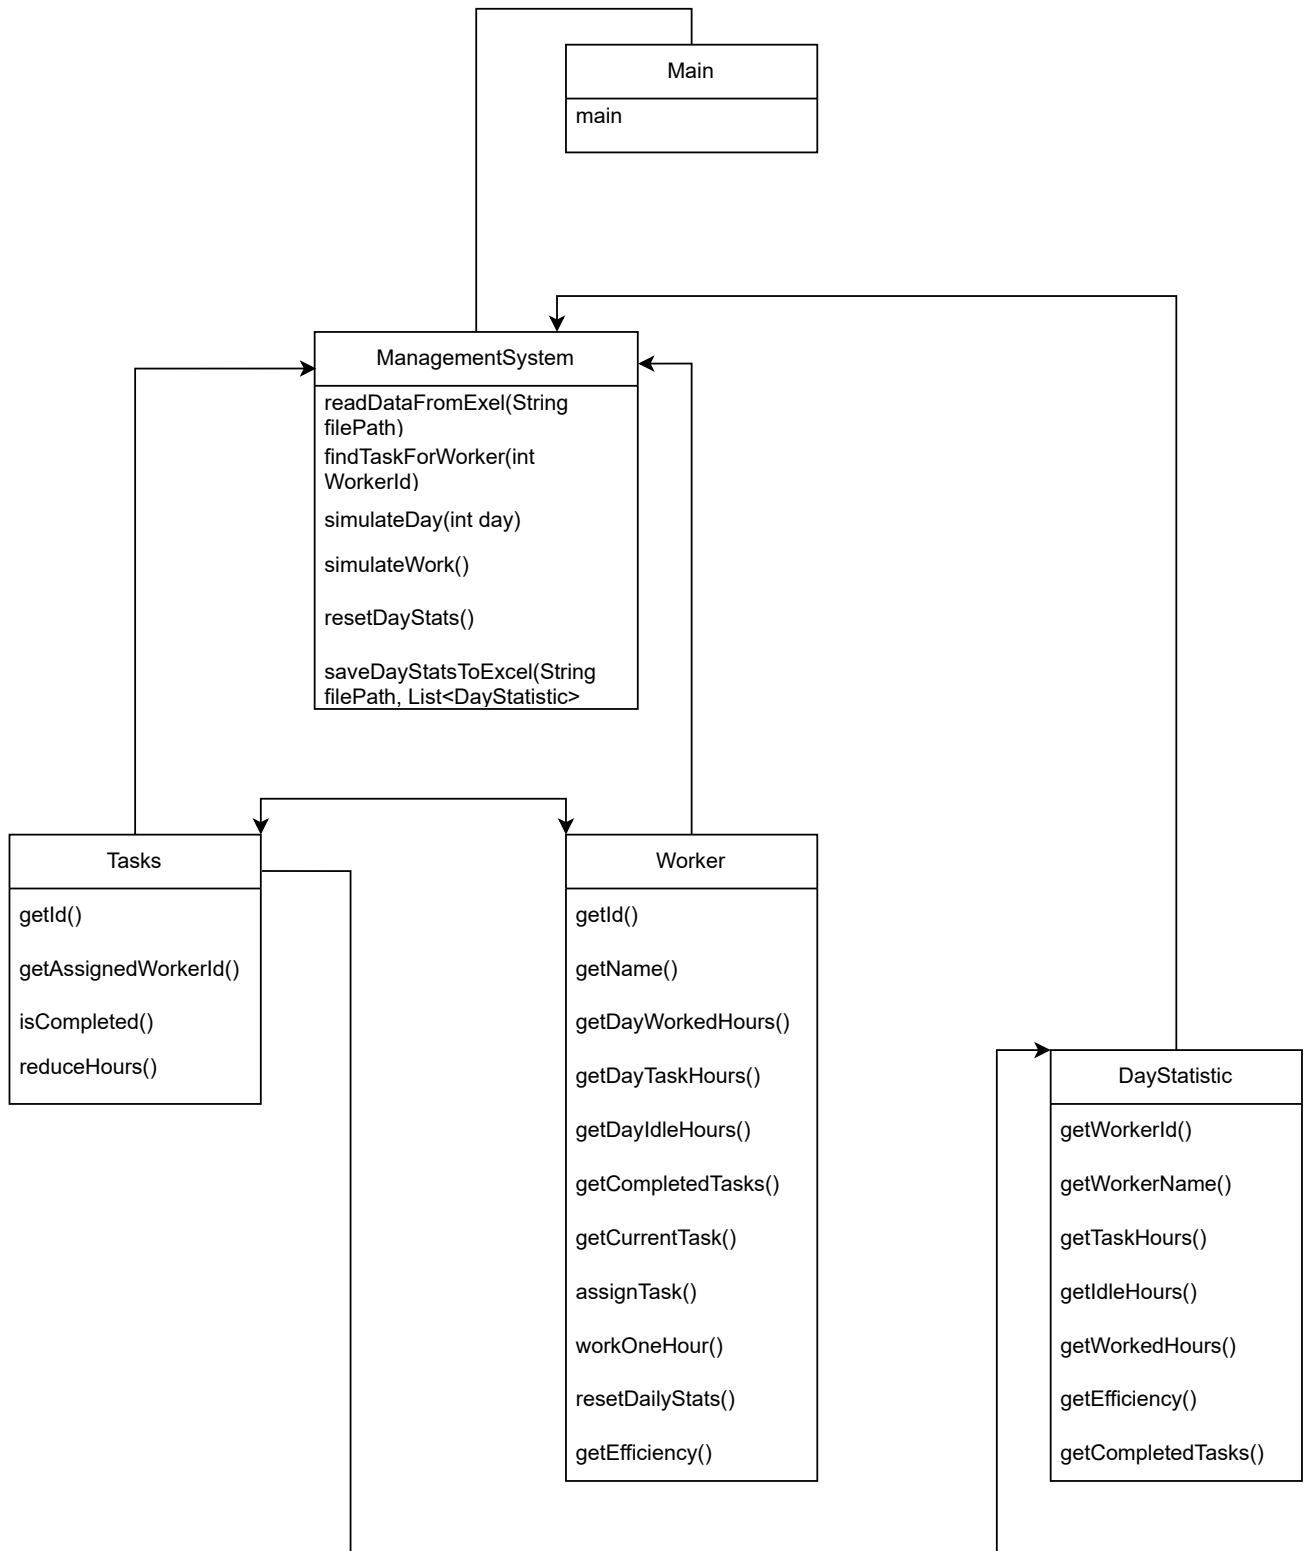 Main
main
ManagementSystem
readDataFromExel(String
filePath)
findTaskForWorker(int
WorkerId)
simulateDay(int day)
simulateWork()
resetDayStats()
saveDayStatsToExcel(String
filePath, List<DayStatistic>
Tasks
getId()
getAssignedWorkerId()
isCompleted()
reduceHours()
Worker
getId()
getName()
getDayWorkedHours()
getDayTaskHours()
getDayIdleHours()
getCompletedTasks()
getCurrentTask()
assignTask()
workOneHour()
resetDailyStats()
getEfficiency()
DayStatistic
getWorkerId()
getWorkerName()
getTaskHours()
getIdleHours()
getWorkedHours()
getEfficiency()
getCompletedTasks()